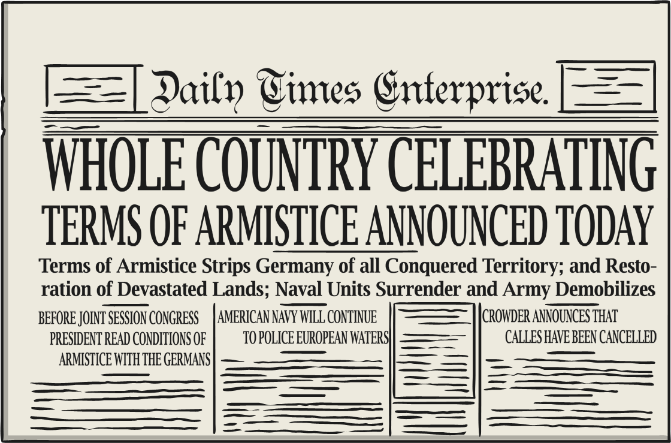 Daily Times Enterprise.
WHOLE COUNTRY CELEBRATING
TERMS OF ARMISTICE ANNOUNCED TODAY
Terms of Armistice Strips Germany of all Conquered Territory; and Resto-
ration of Devastated Lands; Naval Units Surrender and Army Demobilizes
BEFORE JOINT SESSION CONGRESS
PRESIDENT READ CONDITIONS OF
ARMISTICE WITH THE GERMANS
AMERICAN NAVY WILL CONTINUE
TO POLICE EUROPEAN WATERS
CROWDER ANNOUNCES THAT
CALLES HAVE BEEN CANCELLED